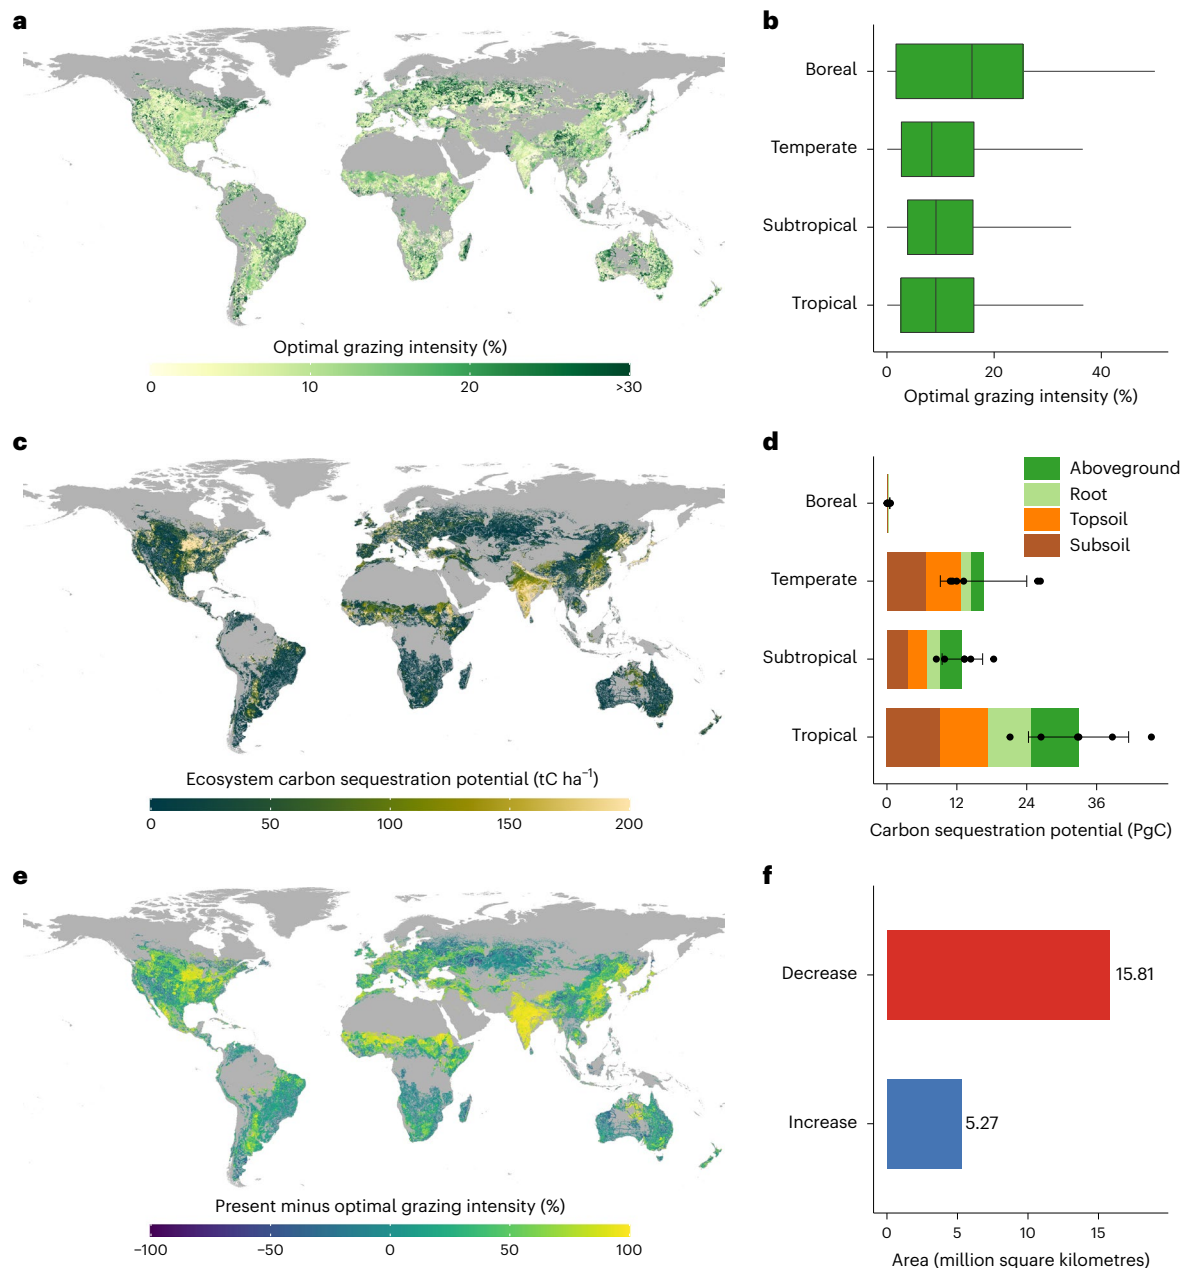 a
Optimal grazing intensity (%)
0 10 20 >30
b
Boreal
Temperate
Subtropical
Tropical
0 20 40
Optimal grazing intensity (%)
c
Ecosystem carbon sequestration potential (tC ha⁻¹)
0 50 100 150 200
d
Aboveground
Root
Topsoil
Subsoil
Boreal
Temperate
Subtropical
Tropical
0 12 24 36
Carbon sequestration potential (PgC)
e
Present minus optimal grazing intensity (%)
−100 −50 0 50 100
f
Decrease 15.81
Increase 5.27
0 5 10 15
Area (million square kilometres)